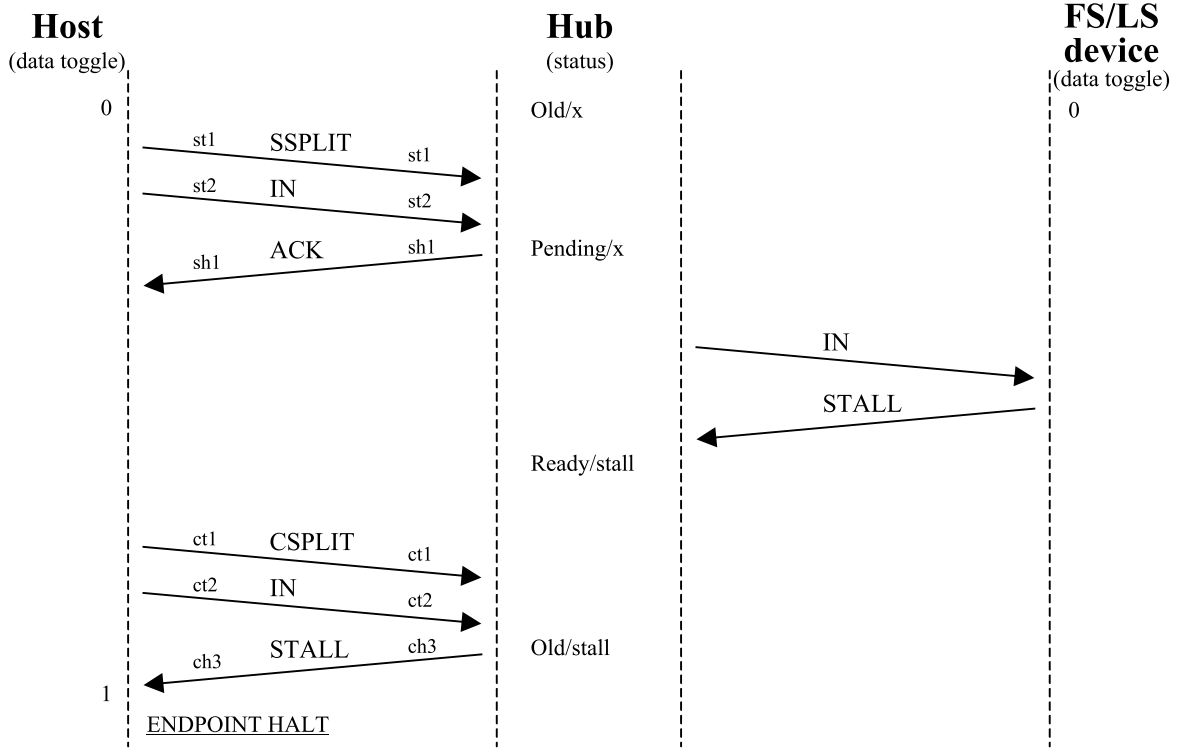 Host
(data toggle)
Hub
(status)
FS/LS
device
(data toggle)
0
Old/x
0
st1
SSPLIT
st1
st2
IN
st2
ACK
sh1
sh1
Pending/x
IN
STALL
Ready/stall
ct1
CSPLIT
ct1
ct2
IN
ct2
STALL
ch3
ch3
Old/stall
1
ENDPOINT HALT